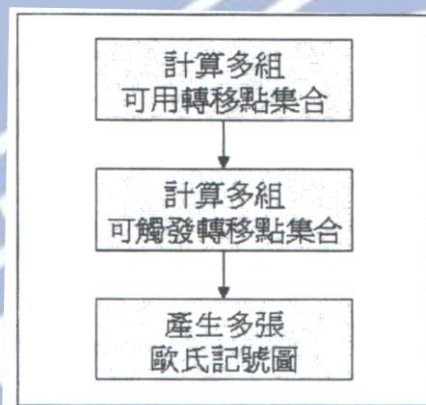 計算多組
可用轉移點集合
計算多組
可觸發轉移點集合
產生多張
歐氏記號圖